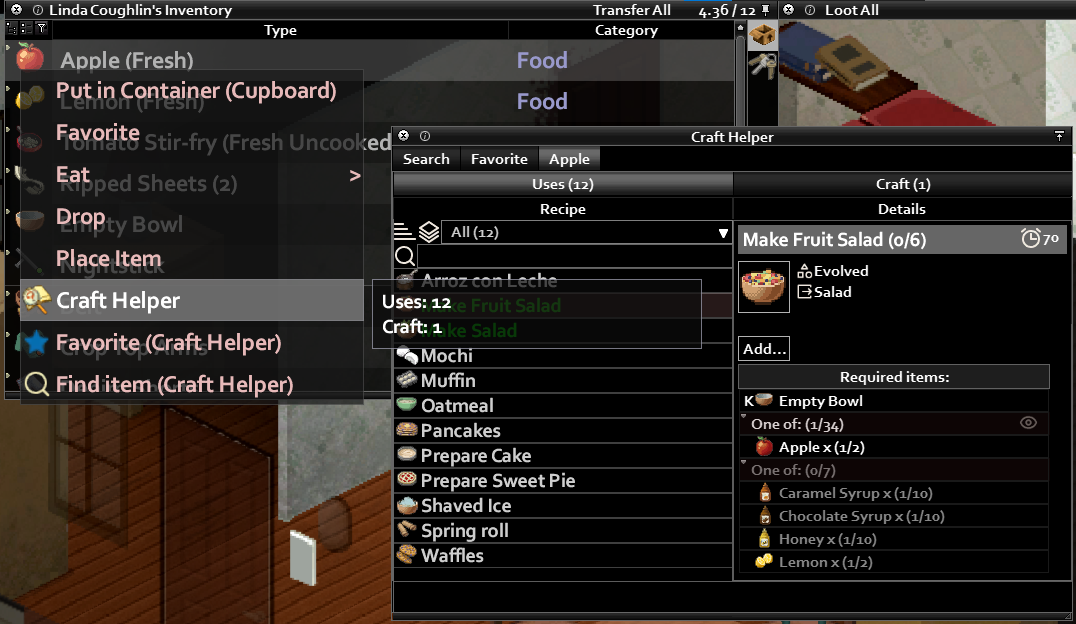 Linda Coughlin's Inventory
Transfer All
4.36 / 12
Loot All
Type
Category
Apple (Fresh)
Food
Lemon (Fresh)
Food
Tomato Stir-fry (Fresh Uncooked
Ripped Sheets (2)
Empty Bowl
Nightstick
Crop Top Arms
Put in Container (Cupboard)
Favorite
Eat >
Drop
Place Item
Craft Helper
Favorite (Craft Helper)
Find item (Craft Helper)
Uses: 12
Craft: 1
Craft Helper
Search
Favorite
Apple
Uses (12)
Craft (1)
Recipe
Details
All (12)
Arroz con Leche
Make Fruit Salad
Make Salad
Mochi
Muffin
Oatmeal
Pancakes
Prepare Cake
Prepare Sweet Pie
Shaved Ice
Spring roll
Waffles
Make Fruit Salad (0/6)
70
Evolved
Salad
Add...
Required items:
K Empty Bowl
One of: (1/34)
Apple x (1/2)
One of: (0/7)
Caramel Syrup x (1/10)
Chocolate Syrup x (1/10)
Honey x (1/10)
Lemon x (1/2)